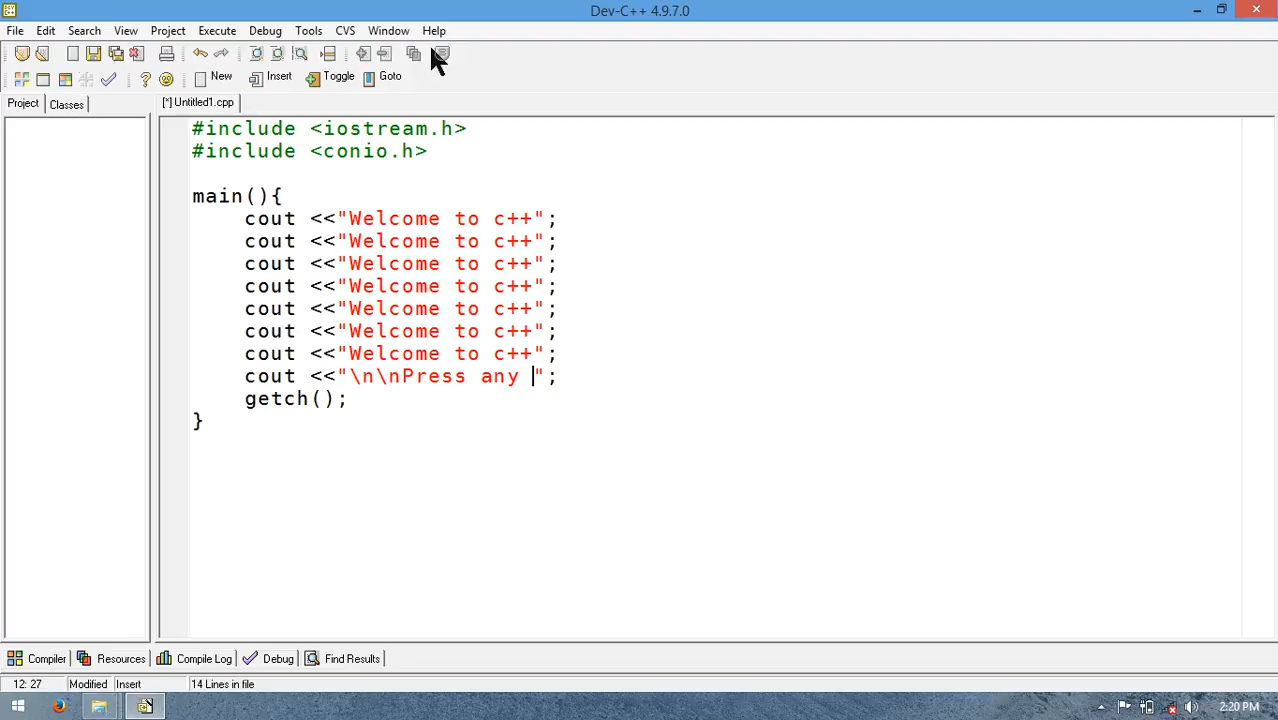 Dev-C++ 4.9.7.0
File Edit Search View Project Execute Debug Tools CVS Window Help
New Insert Toggle Goto
Project Classes [*] Untitled1.cpp
#include <iostream.h>
#include <conio.h>
main(){
cout <<"Welcome to c++";
cout <<"Welcome to c++";
cout <<"Welcome to c++";
cout <<"Welcome to c++";
cout <<"Welcome to c++";
cout <<"Welcome to c++";
cout <<"Welcome to c++";
cout <<"\n\nPress any ";
getch();
}
Compiler Resources Compile Log Debug Find Results
12: 27 Modified Insert 14 Lines in file
2:20 PM